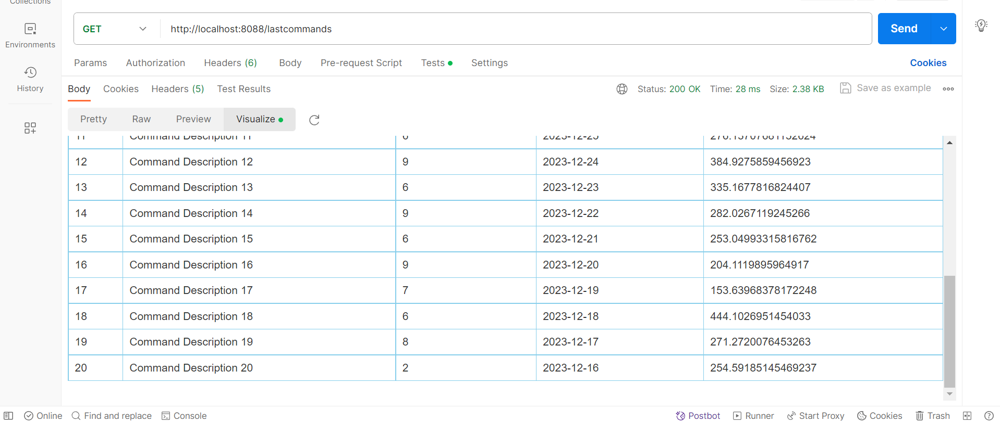 Collections
GET http://localhost:8088/lastcommands Send
Environments
Params Authorization Headers (6) Body Pre-request Script Tests Settings Cookies
History
Body Cookies Headers (5) Test Results Status: 200 OK Time: 28 ms Size: 2.38 KB Save as example
Pretty Raw Preview Visualize
11 Command Description 11 6 2023-12-25
12 Command Description 12 9 2023-12-24 384.9275859456923
13 Command Description 13 6 2023-12-23 335.1677816824407
14 Command Description 14 9 2023-12-22 282.0267119245266
15 Command Description 15 6 2023-12-21 253.04993315816762
16 Command Description 16 9 2023-12-20 204.1119895964917
17 Command Description 17 7 2023-12-19 153.63968378172248
18 Command Description 18 6 2023-12-18 444.1026951454033
19 Command Description 19 8 2023-12-17 271.2720076453263
20 Command Description 20 2 2023-12-16 254.59185145469237
Online Find and replace Console Postbot Runner Start Proxy Cookies Trash